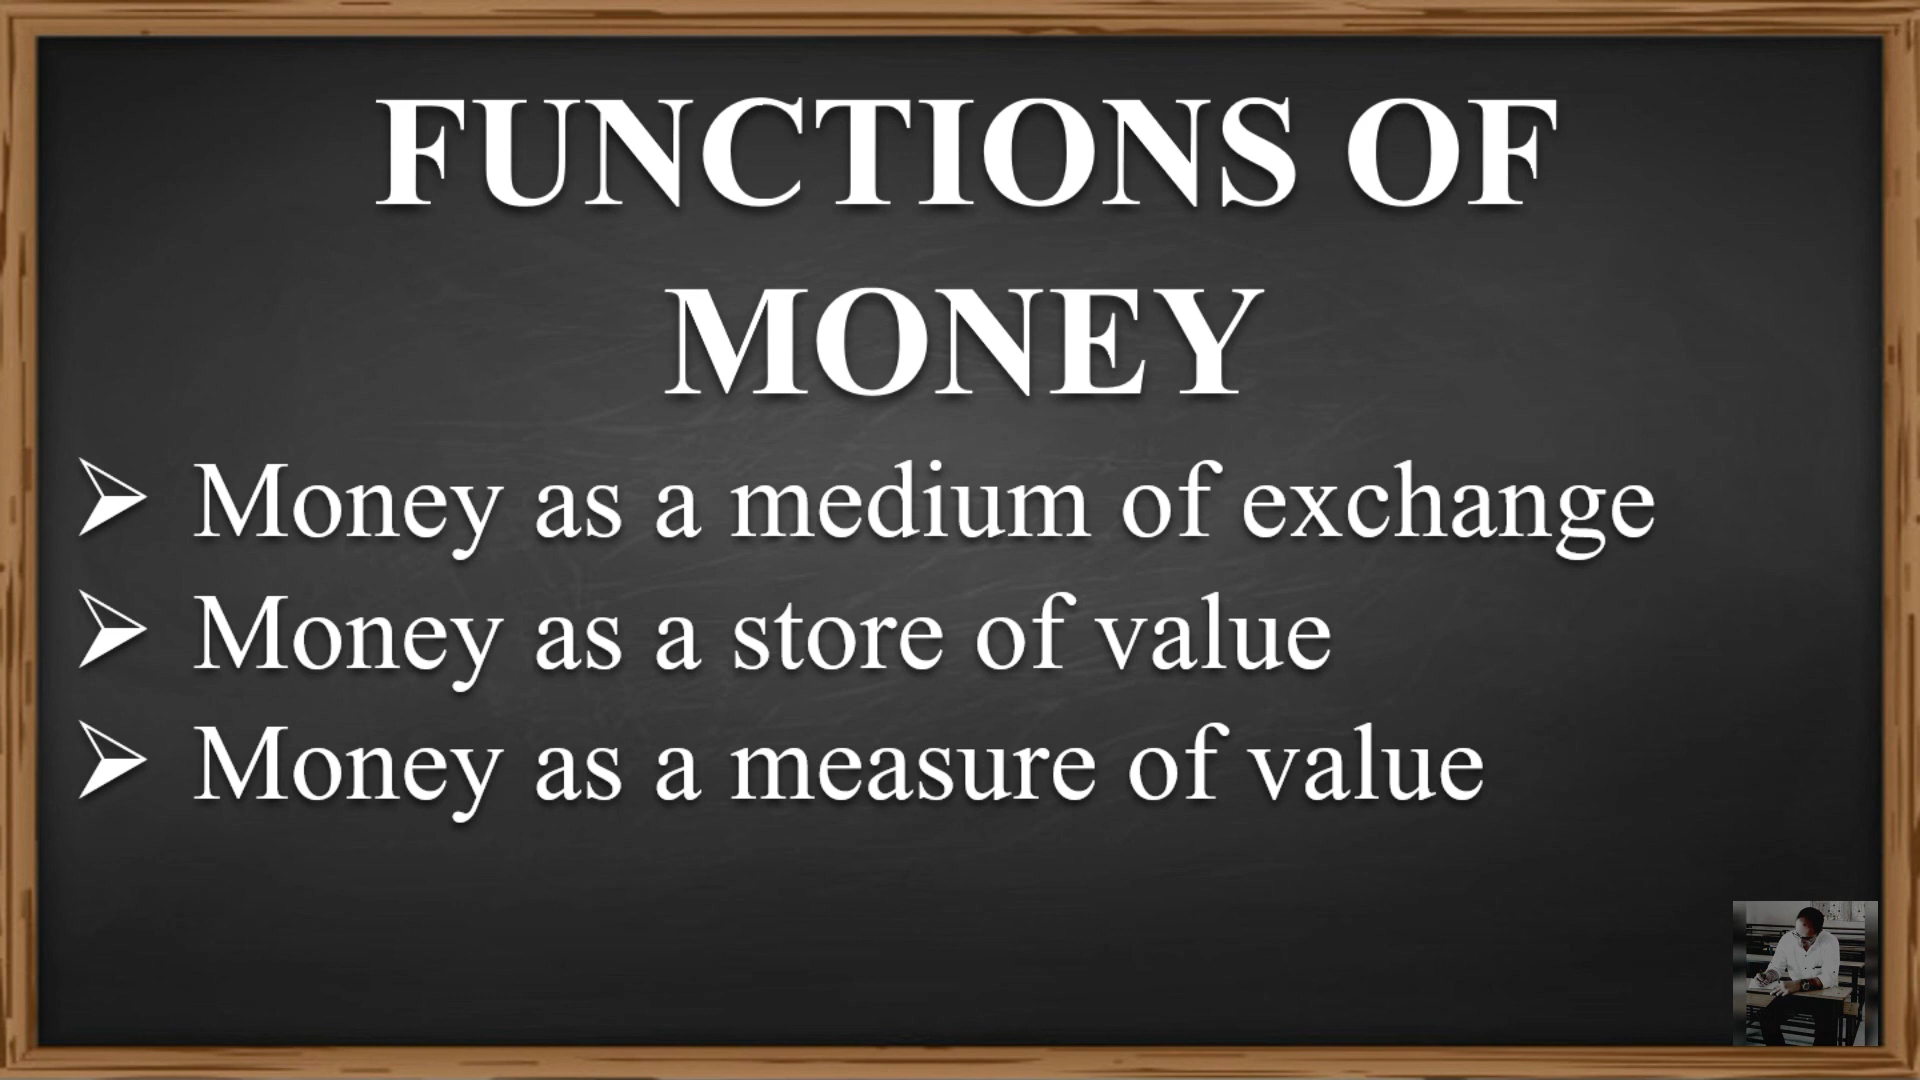 FUNCTIONS OF
MONEY
➢ Money as a medium of exchange
➢ Money as a store of value
➢ Money as a measure of value